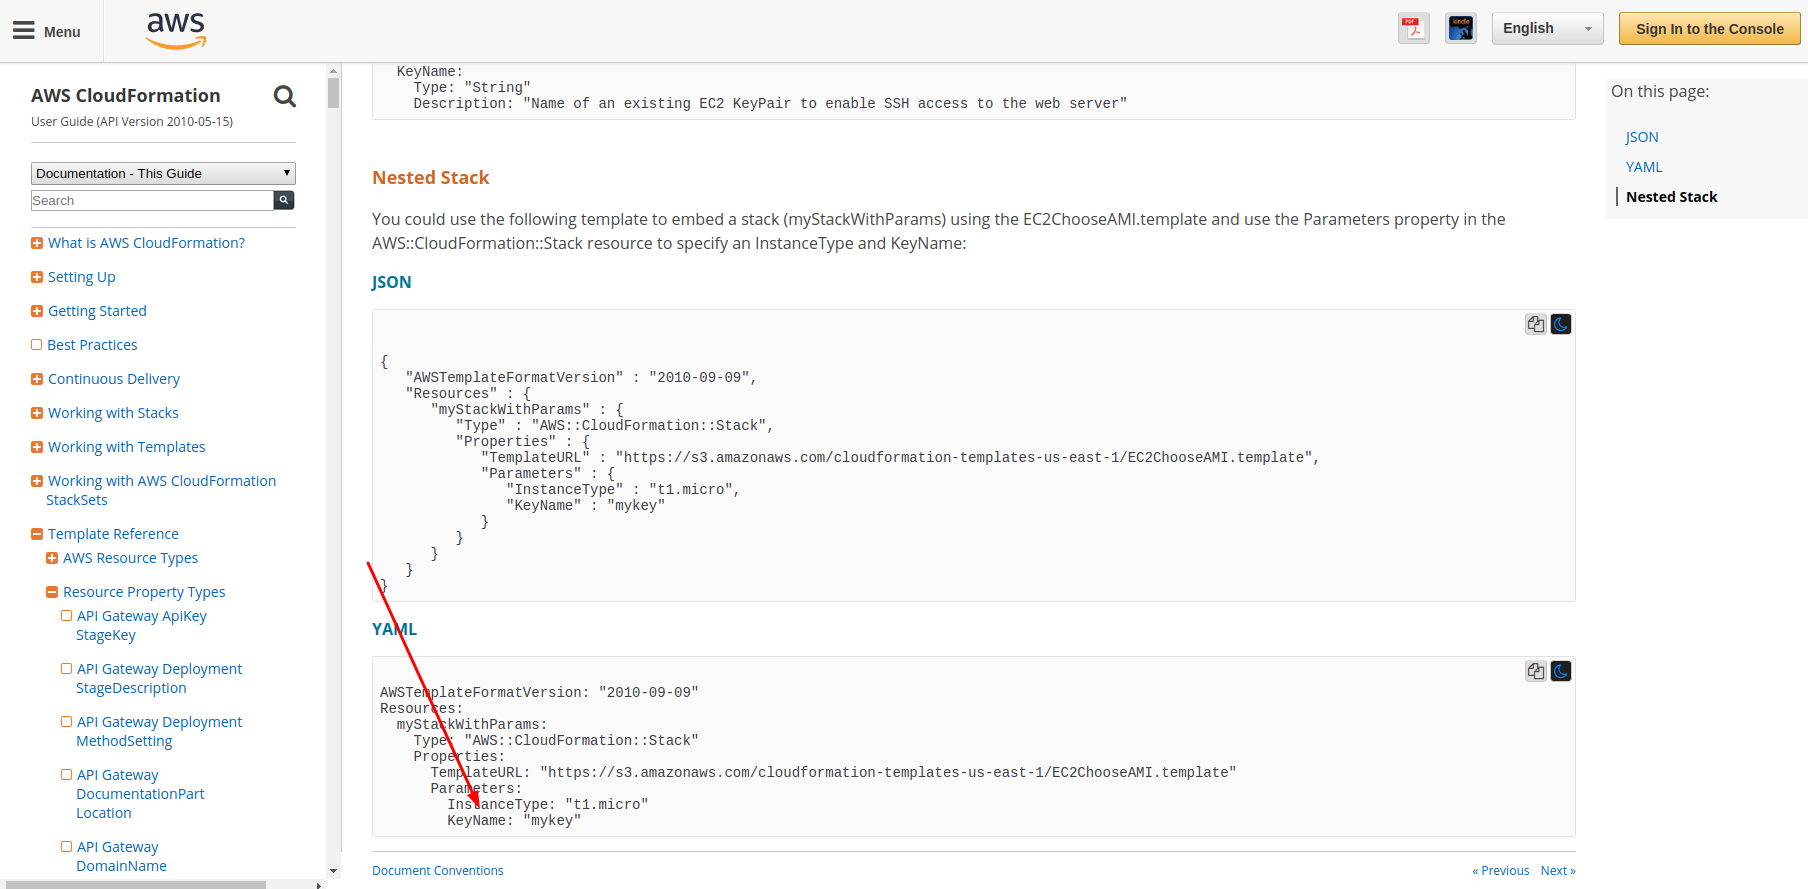 Menu
aws
PDF
kindle
English
Sign In to the Console
AWS CloudFormation
User Guide (API Version 2010-05-15)
Documentation - This Guide
Search
What is AWS CloudFormation?
Setting Up
Getting Started
Best Practices
Continuous Delivery
Working with Stacks
Working with Templates
Working with AWS CloudFormation
StackSets
Template Reference
AWS Resource Types
Resource Property Types
API Gateway ApiKey
StageKey
API Gateway Deployment
StageDescription
API Gateway Deployment
MethodSetting
API Gateway
DocumentationPart
Location
API Gateway
DomainName
KeyName:
Type: "String"
Description: "Name of an existing EC2 KeyPair to enable SSH access to the web server"
Nested Stack
You could use the following template to embed a stack (myStackWithParams) using the EC2ChooseAMI.template and use the Parameters property in the
AWS::CloudFormation::Stack resource to specify an InstanceType and KeyName:
JSON
{
"AWSTemplateFormatVersion" : "2010-09-09",
"Resources" : {
"myStackWithParams" : {
"Type" : "AWS::CloudFormation::Stack",
"Properties" : {
"TemplateURL" : "https://s3.amazonaws.com/cloudformation-templates-us-east-1/EC2ChooseAMI.template",
"Parameters" : {
"InstanceType" : "t1.micro",
"KeyName" : "mykey"
}
}
}
}
}
YAML
AWSTemplateFormatVersion: "2010-09-09"
Resources:
myStackWithParams:
Type: "AWS::CloudFormation::Stack"
Properties:
TemplateURL: "https://s3.amazonaws.com/cloudformation-templates-us-east-1/EC2ChooseAMI.template"
Parameters:
InstanceType: "t1.micro"
KeyName: "mykey"
Document Conventions
« Previous Next »
On this page:
JSON
YAML
Nested Stack